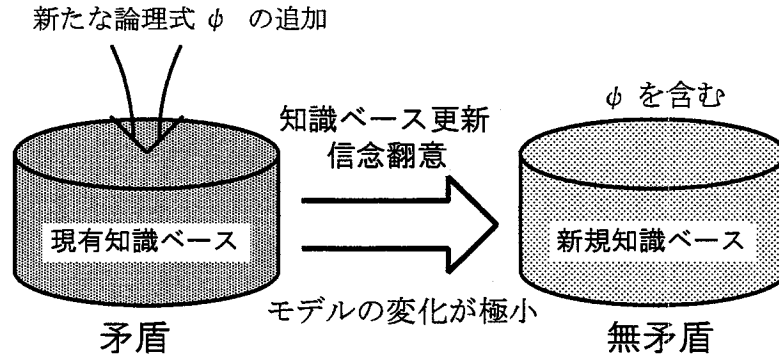 新たな論理式 φ の追加
φ を含む
知識ベース更新
信念翻意
現有知識ベース
新規知識ベース
モデルの変化が極小
矛盾
無矛盾